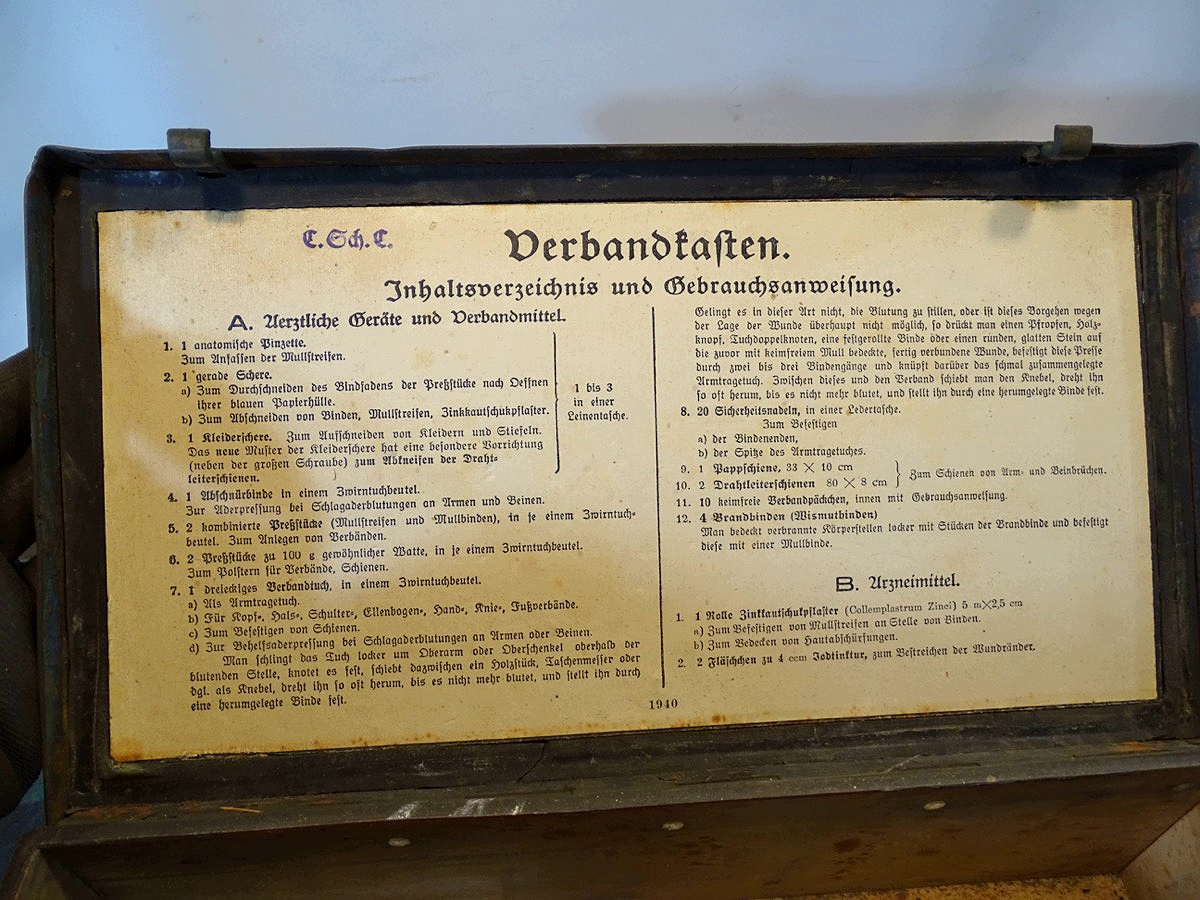 C.Sch.C.
Verbandkasten.
Inhaltsverzeichnis und Gebrauchsanweisung.
A. Aerztliche Geräte und Verbandmittel.
1. 1 anatomische Pinzette.
Zum Anfassen der Mullstreifen.
2. 1 gerade Schere.
a) Zum Durchschneiden des Bindfadens der Preßstücke nach Oeffnen
ihrer blauen Papierhülle.
b) Zum Abschneiden von Binden, Mullstreifen, Zinkkautschukpflaster.
3. 1 Kleiderschere. Zum Aufschneiden von Kleidern und Stiefeln.
Das neue Muster der Kleiderschere hat eine besondere Vorrichtung
(neben der großen Schraube) zum Abkneifen der Draht-
leiterschienen.
1 bis 3
in einer
Leinentasche.
4. 1 Abschnürbinde in einem Zwirntuchbeutel.
Zur Aderpressung bei Schlagaderblutungen an Armen und Beinen.
5. 2 kombinierte Preßstücke (Mullstreifen und Mullbinden), in je einem Zwirntuch-
beutel. Zum Anlegen von Verbänden.
6. 2 Preßstücke zu 100 g gewöhnlicher Watte, in je einem Zwirntuchbeutel.
Zum Polstern für Verbände, Schienen.
7. 1 dreieckiges Verbandtuch, in einem Zwirntuchbeutel.
a) Als Armtragetuch.
b) Für Kopf-, Hals-, Schulter-, Ellenbogen-, Hand-, Knie-, Fußverbände.
c) Zum Befestigen von Schienen.
d) Zur Behelfsaderpressung bei Schlagaderblutungen an Armen oder Beinen.
Man schlingt das Tuch locker um Oberarm oder Oberschenkel oberhalb der
blutenden Stelle, knotet es fest, schiebt dazwischen ein Holzstück, Taschenmesser oder
dgl. als Knebel, dreht ihn so oft herum, bis es nicht mehr blutet, und stellt ihn durch
eine herumgelegte Binde fest.
Gelingt es in dieser Art nicht, die Blutung zu stillen, oder ist dieses Vorgehen wegen
der Lage der Wunde überhaupt nicht möglich, so drückt man einen Pfropfen, Holz-
knopf, Tuchdoppelknoten, eine festgerollte Binde oder einen runden, glatten Stein auf
die zuvor mit keimfreiem Mull bedeckte, fertig verbundene Wunde, befestigt diese Presse
durch zwei bis drei Bindengänge und knüpft darüber das schmal zusammengelegte
Armtragetuch. Zwischen dieses und den Verband schiebt man den Knebel, dreht ihn
so oft herum, bis es nicht mehr blutet, und stellt ihn durch eine herumgelegte Binde fest.
8. 20 Sicherheitsnadeln, in einer Ledertasche.
Zum Befestigen
a) der Bindenenden,
b) der Spitze des Armtragetuches.
9. 1 Pappschiene, 33 × 10 cm
10. 2 Drahtleiterschienen 80 × 8 cm
Zum Schienen von Arm- und Beinbrüchen.
11. 10 keimfreie Verbandpäckchen, innen mit Gebrauchsanweisung.
12. 4 Brandbinden (Wismutbinden)
Man bedeckt verbrannte Körperstellen locker mit Stücken der Brandbinde und befestigt
diese mit einer Mullbinde.
B. Arzneimittel.
1. 1 Rolle Zinkkautschukpflaster (Collemplastrum Zinci) 5 m×2,5 cm
a) Zum Befestigen von Mullstreifen an Stelle von Binden.
b) Zum Bedecken von Hautabschürfungen.
2. 2 Fläschchen zu 4 ccm Jodtinktur, zum Bestreichen der Wundränder.
1940